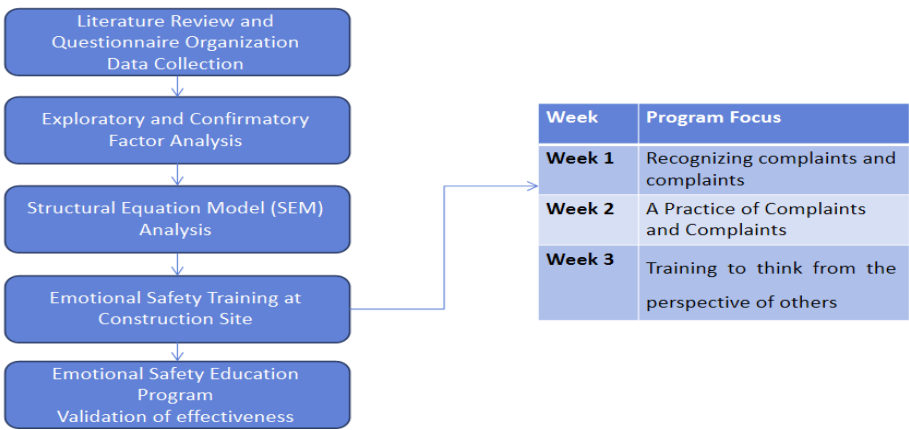 Literature Review and
Questionnaire Organization
Data Collection
Exploratory and Confirmatory
Factor Analysis
Structural Equation Model (SEM)
Analysis
Emotional Safety Training at
Construction Site
Emotional Safety Education
Program
Validation of effectiveness
Week Program Focus
Week 1 Recognizing complaints and
complaints
Week 2 A Practice of Complaints
and Complaints
Week 3 Training to think from the
perspective of others